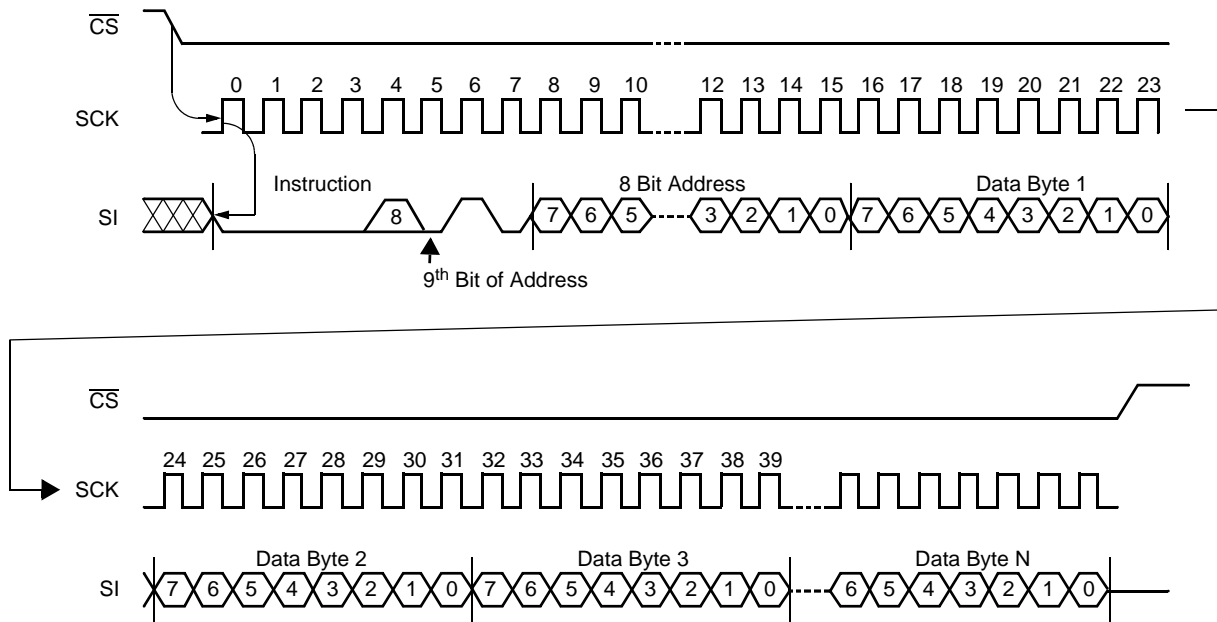 CS
0 1 2 3 4 5 6 7 8 9 10 12 13 14 15 16 17 18 19 20 21 22 23
SCK
Instruction 8 Bit Address Data Byte 1
SI 8 7 6 5 3 2 1 0 7 6 5 4 3 2 1 0
9th Bit of Address
CS
24 25 26 27 28 29 30 31 32 33 34 35 36 37 38 39
SCK
Data Byte 2 Data Byte 3 Data Byte N
SI 7 6 5 4 3 2 1 0 7 6 5 4 3 2 1 0 6 5 4 3 2 1 0